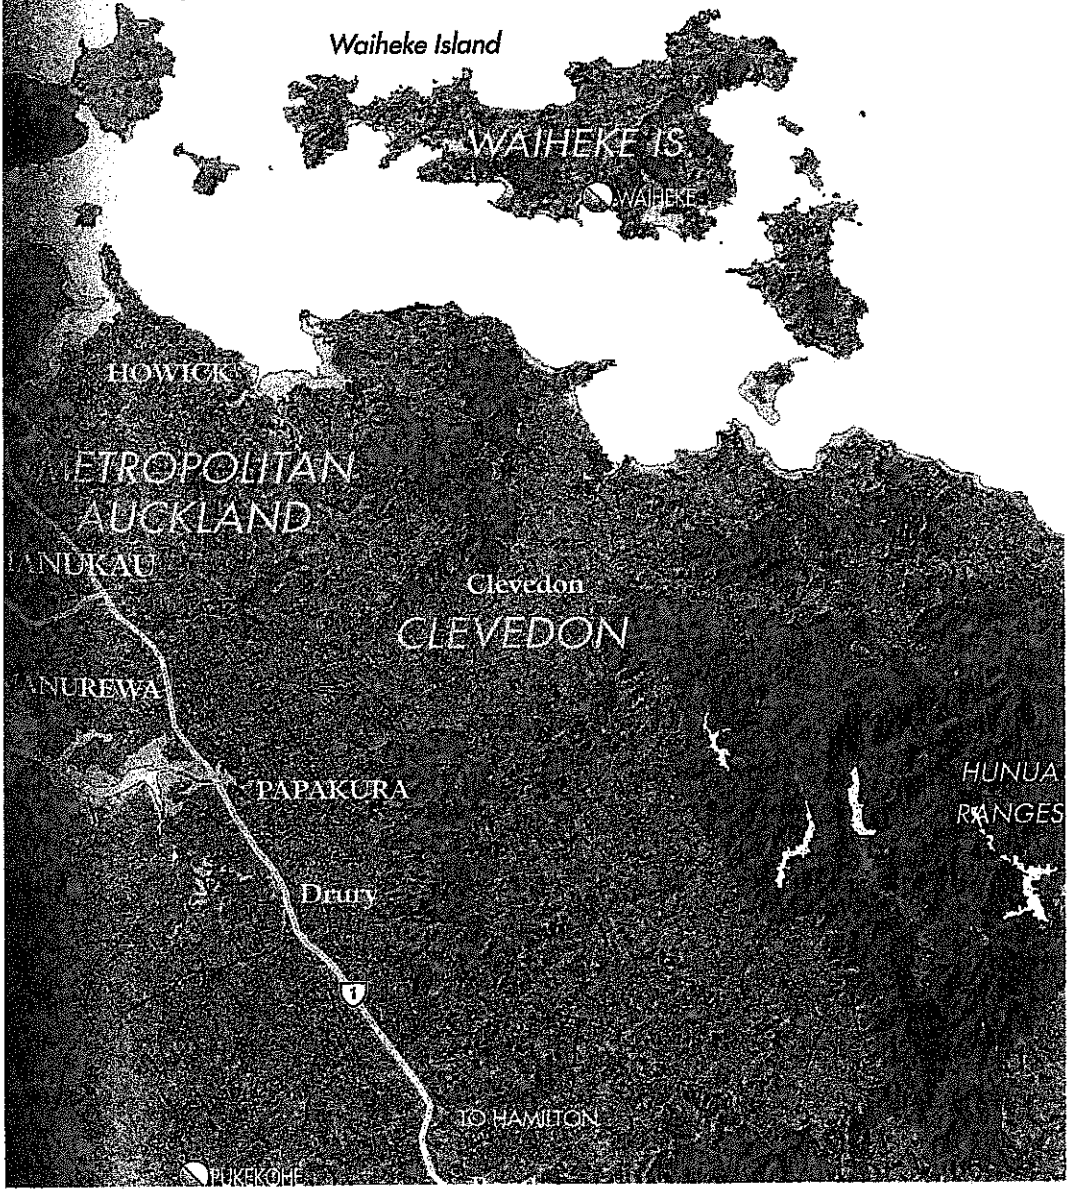 Waiheke Island
WAIHEKE IS
WAIHEKE
HOWICK
ETROPOLITAN
AUCKLAND
ANUKAU
Clevedon
CLEVEDON
ANUREWA
HUNUA
RANGES
PAPAKURA
Drury
1
TO HAMILTON
PUKEKOHE